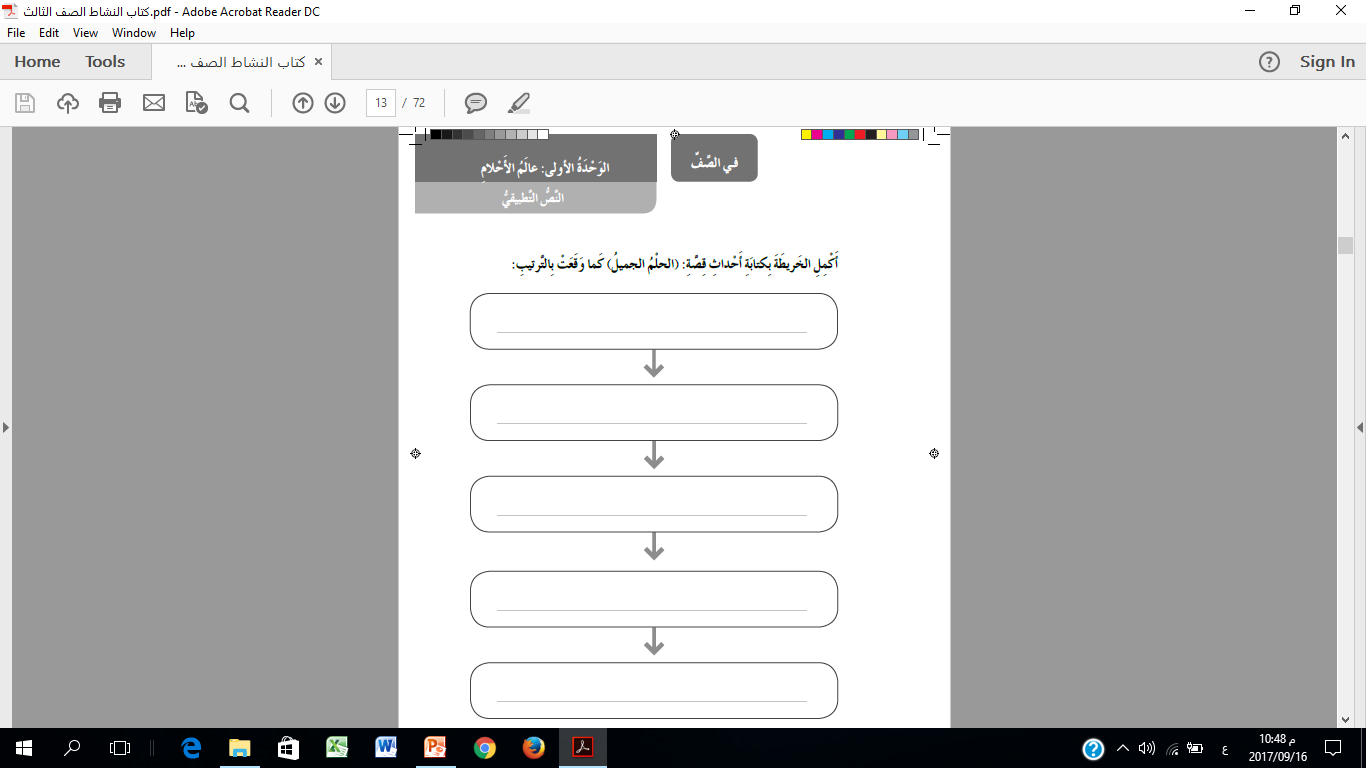 كتاب النشاط الصف الثالث.pdf - Adobe Acrobat Reader DC
File Edit View Window Help
Home Tools كتاب النشاط الصف ... × ? Sign In
13 / 72
في الصَّفِّ
الوَحْدَةُ الأولى: عالَمُ الأَحْلامِ
النَّصُّ التَّطبيقيُّ
أَكْمِلِ الخَريطَةَ بِكتابَةِ أَحْداثِ قِصَّةِ: (الحلْمُ الجميلُ) كَما وَقَعَتْ بِالتَّرتيبِ:
ع 10:48 م
2017/09/16